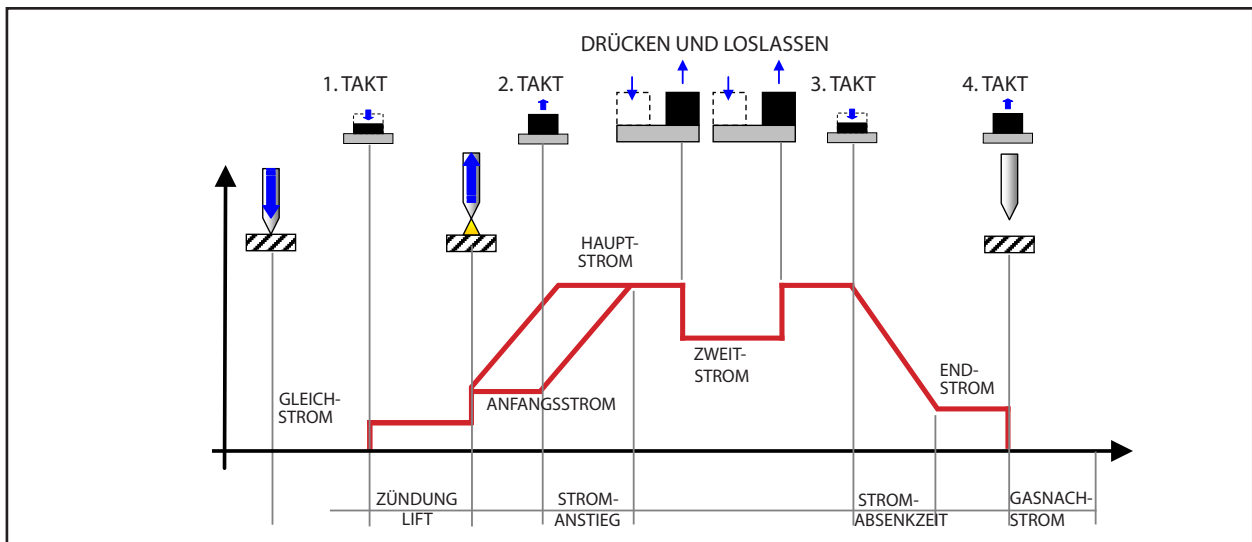 DRÜCKEN UND LOSLASSEN
1. TAKT
2. TAKT
3. TAKT
4. TAKT
HAUPT-
STROM
ZWEIT-
STROM
END-
STROM
GLEICH-
STROM
ANFANGSSTROM
ZÜNDUNG
LIFT
STROM-
ANSTIEG
STROM-
ABSENKZEIT
GASNACH-
STROM